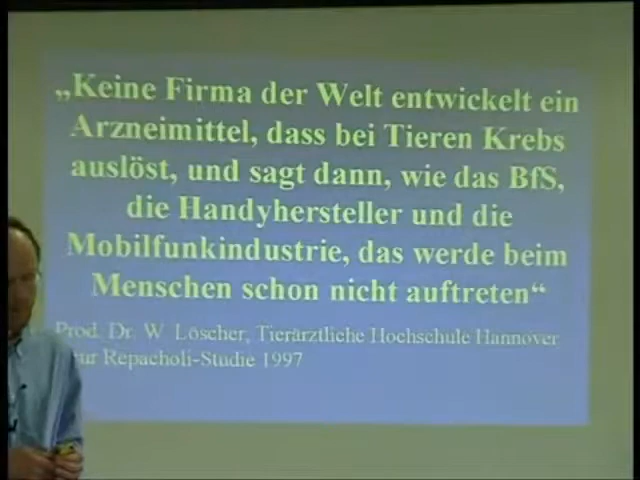 „Keine Firma der Welt entwickelt ein
Arzneimittel, dass bei Tieren Krebs
auslöst, und sagt dann, wie das BfS,
die Handyhersteller und die
Mobilfunkindustrie, das werde beim
Menschen schon nicht auftreten“
Prod. Dr. W. Löscher, Tierärztliche Hochschule Hannover
Repacholi-Studie 1997